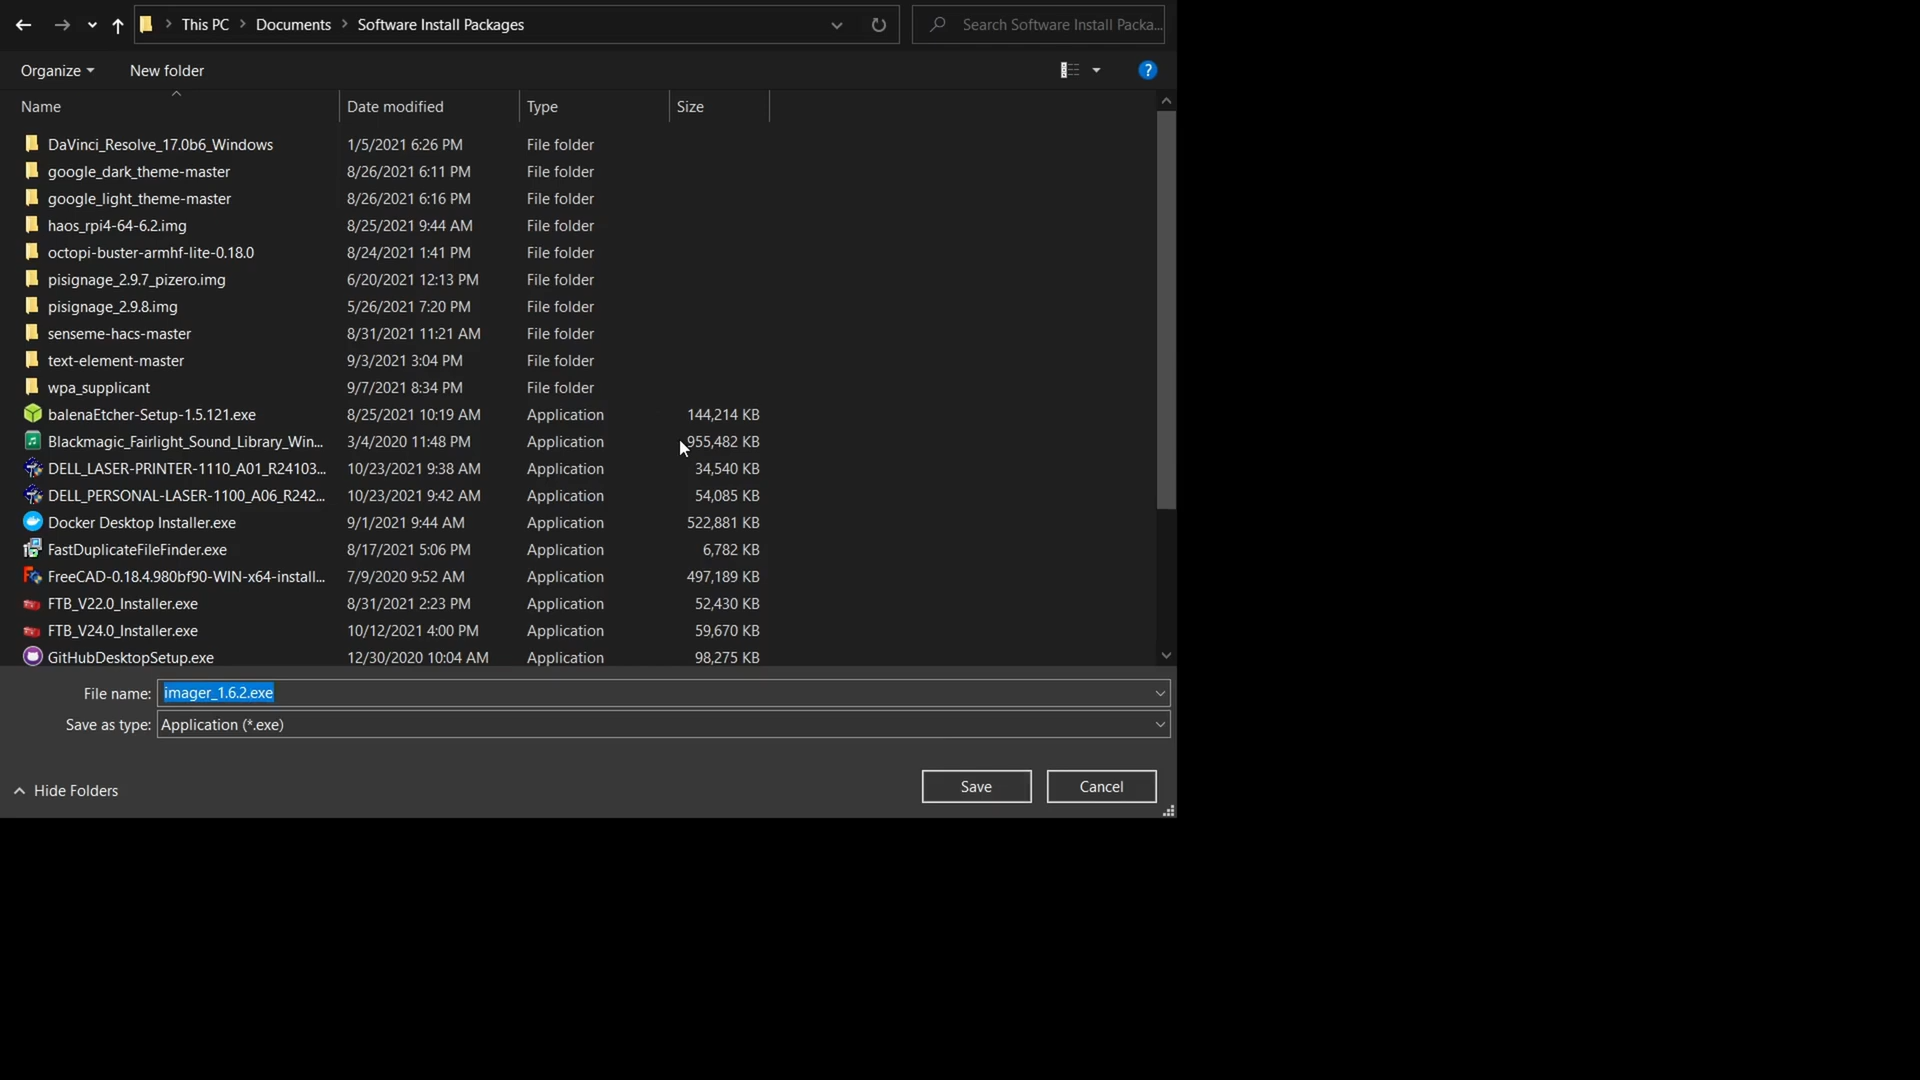 This PC > Documents > Software Install Packages
Search Software Install Packa...
Organize
New folder
?
Name Date modified Type Size
DaVinci_Resolve_17.0b6_Windows 1/5/2021 6:26 PM File folder
google_dark_theme-master 8/26/2021 6:11 PM File folder
google_light_theme-master 8/26/2021 6:16 PM File folder
haos_rpi4-64-6.2.img 8/25/2021 9:44 AM File folder
octopi-buster-armhf-lite-0.18.0 8/24/2021 1:41 PM File folder
pisignage_2.9.7_pizero.img 6/20/2021 12:13 PM File folder
pisignage_2.9.8.img 5/26/2021 7:20 PM File folder
senseme-hacs-master 8/31/2021 11:21 AM File folder
text-element-master 9/3/2021 3:04 PM File folder
wpa_supplicant 9/7/2021 8:34 PM File folder
balenaEtcher-Setup-1.5.121.exe 8/25/2021 10:19 AM Application 144,214 KB
Blackmagic_Fairlight_Sound_Library_Win... 3/4/2020 11:48 PM Application 955,482 KB
DELL_LASER-PRINTER-1110_A01_R24103... 10/23/2021 9:38 AM Application 34,540 KB
DELL_PERSONAL-LASER-1100_A06_R242... 10/23/2021 9:42 AM Application 54,085 KB
Docker Desktop Installer.exe 9/1/2021 9:44 AM Application 522,881 KB
FastDuplicateFileFinder.exe 8/17/2021 5:06 PM Application 6,782 KB
FreeCAD-0.18.4.980bf90-WIN-x64-install... 7/9/2020 9:52 AM Application 497,189 KB
FTB_V22.0_Installer.exe 8/31/2021 2:23 PM Application 52,430 KB
FTB_V24.0_Installer.exe 10/12/2021 4:00 PM Application 59,670 KB
GitHubDesktopSetup.exe 12/30/2020 10:04 AM Application 98,275 KB
File name: imager_1.6.2.exe
Save as type: Application (*.exe)
Hide Folders
Save
Cancel